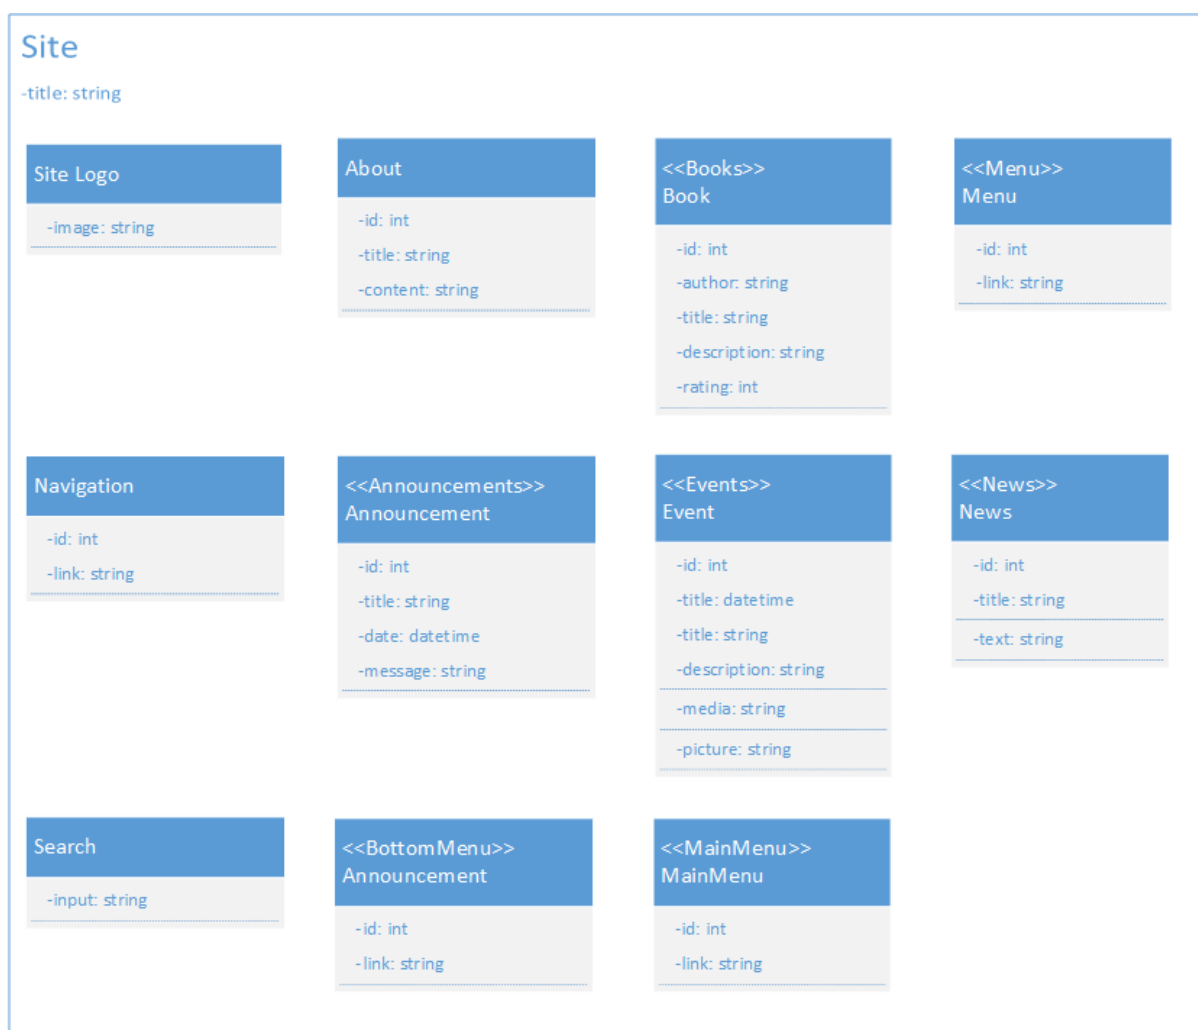 Site
-title: string
Site Logo
-image: string
About
-id: int
-title: string
-content: string
<<Books>>
Book
-id: int
-author: string
-title: string
-description: string
-rating: int
<<Menu>>
Menu
-id: int
-link: string
Navigation
-id: int
-link: string
<<Announcements>>
Announcement
-id: int
-title: string
-date: datetime
-message: string
<<Events>>
Event
-id: int
-title: datetime
-title: string
-description: string
-media: string
-picture: string
<<News>>
News
-id: int
-title: string
-text: string
Search
-input: string
<<BottomMenu>>
Announcement
-id: int
-link: string
<<MainMenu>>
MainMenu
-id: int
-link: string